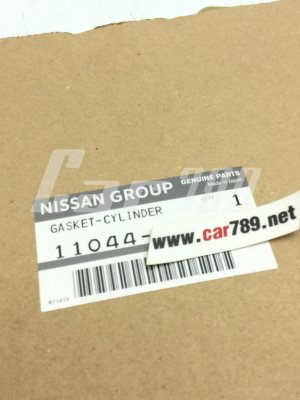 NISSAN GROUP
GENUINE PARTS
Made in Japan
GASKET-CYLINDER
QTY
11044-
1
www.car789.net